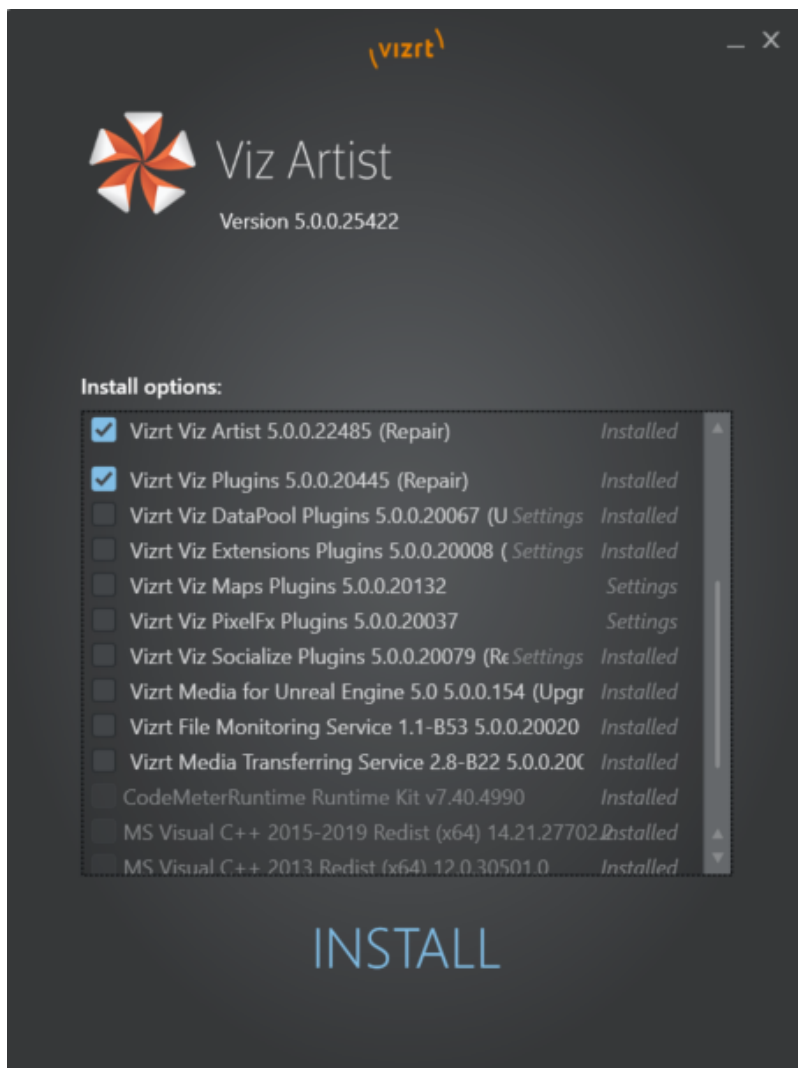 vizrt
Viz Artist
Version 5.0.0.25422
Install options:
Vizrt Viz Artist 5.0.0.22485 (Repair) Installed
Vizrt Viz Plugins 5.0.0.20445 (Repair) Installed
Vizrt Viz DataPool Plugins 5.0.0.20067 (U Settings Installed
Vizrt Viz Extensions Plugins 5.0.0.20008 ( Settings Installed
Vizrt Viz Maps Plugins 5.0.0.20132 Settings
Vizrt Viz PixelFx Plugins 5.0.0.20037 Settings
Vizrt Viz Socialize Plugins 5.0.0.20079 (Re Settings Installed
Vizrt Media for Unreal Engine 5.0 5.0.0.154 (Upgr Installed
Vizrt File Monitoring Service 1.1-B53 5.0.0.20020 Installed
Vizrt Media Transferring Service 2.8-B22 5.0.0.200 Installed
CodeMeterRuntime Runtime Kit v7.40.4990 Installed
MS Visual C++ 2015-2019 Redist (x64) 14.21.27702.2 Installed
MS Visual C++ 2013 Redist (x64) 12.0.30501.0 Installed
INSTALL